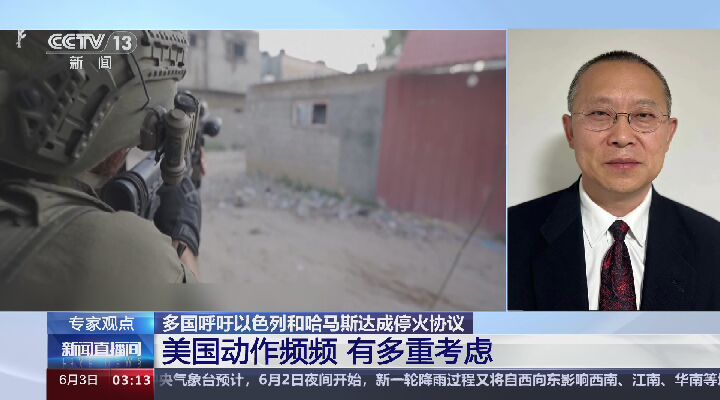 CCTV 13
新闻
专家观点
多国呼吁以色列和哈马斯达成停火协议
新闻直播间
LIVE NEWS
美国动作频频 有多重考虑
6月3日
03:13
央气象台预计，6月2日夜间开始，新一轮降雨过程又将自西向东影响西南、江南、华南等